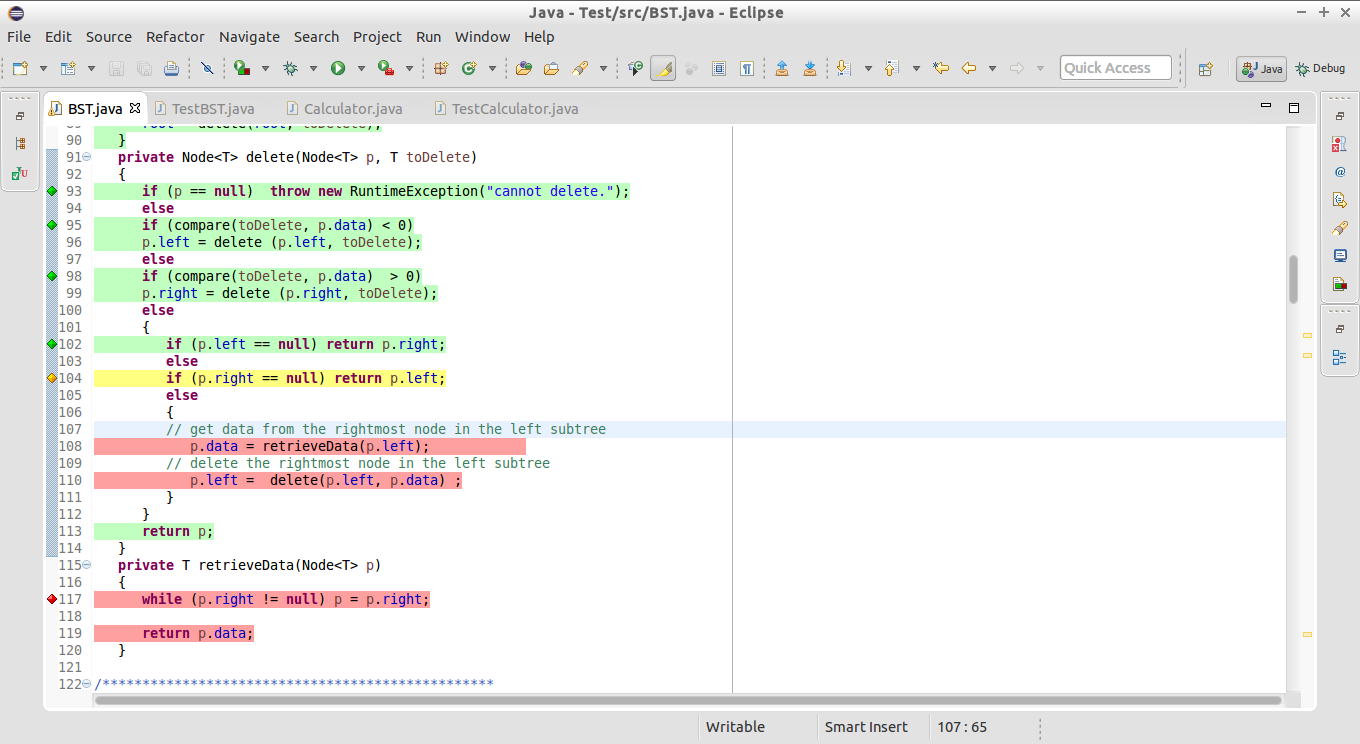 Java - Test/src/BST.java - Eclipse
File Edit Source Refactor Navigate Search Project Run Window Help
Quick Access Java Debug
BST.java TestBST.java Calculator.java TestCalculator.java
root = delete(root, toDelete);
90 }
91 private Node<T> delete(Node<T> p, T toDelete)
92 {
93 if (p == null)  throw new RuntimeException("cannot delete.");
94 else
95 if (compare(toDelete, p.data) < 0)
96 p.left = delete (p.left, toDelete);
97 else
98 if (compare(toDelete, p.data)  > 0)
99 p.right = delete (p.right, toDelete);
100 else
101 {
102 if (p.left == null) return p.right;
103 else
104 if (p.right == null) return p.left;
105 else
106 {
107 // get data from the rightmost node in the left subtree
108 p.data = retrieveData(p.left);
109 // delete the rightmost node in the left subtree
110 p.left =  delete(p.left, p.data) ;
111 }
112 }
113 return p;
114 }
115 private T retrieveData(Node<T> p)
116 {
117 while (p.right != null) p = p.right;
118
119 return p.data;
120 }
121
122 /*************************************************
Writable Smart Insert 107 : 65